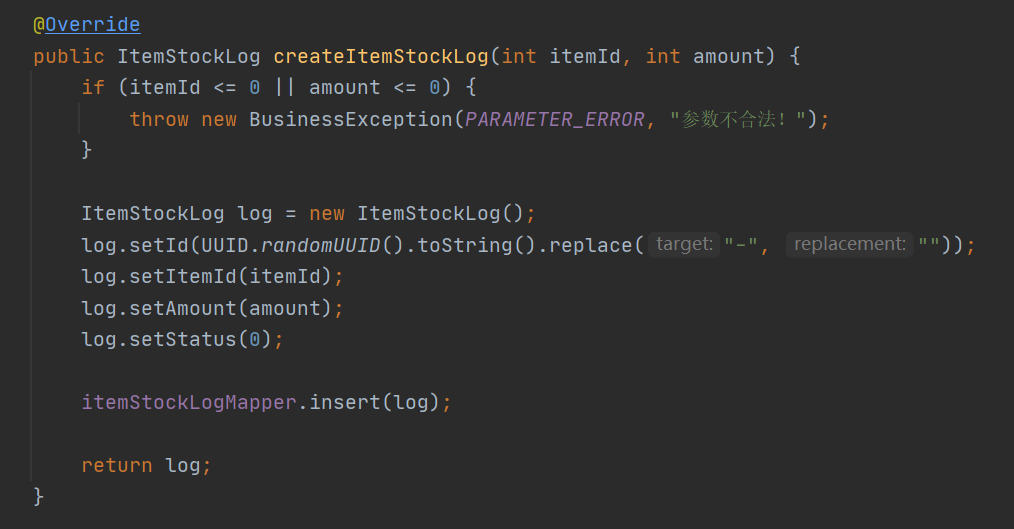 @Override
public ItemStockLog createItemStockLog(int itemId, int amount) {
if (itemId <= 0 || amount <= 0) {
throw new BusinessException(PARAMETER_ERROR, "参数不合法！");
}
ItemStockLog log = new ItemStockLog();
log.setId(UUID.randomUUID().toString().replace( target: "-", replacement: ""));
log.setItemId(itemId);
log.setAmount(amount);
log.setStatus(0);
itemStockLogMapper.insert(log);
return log;
}